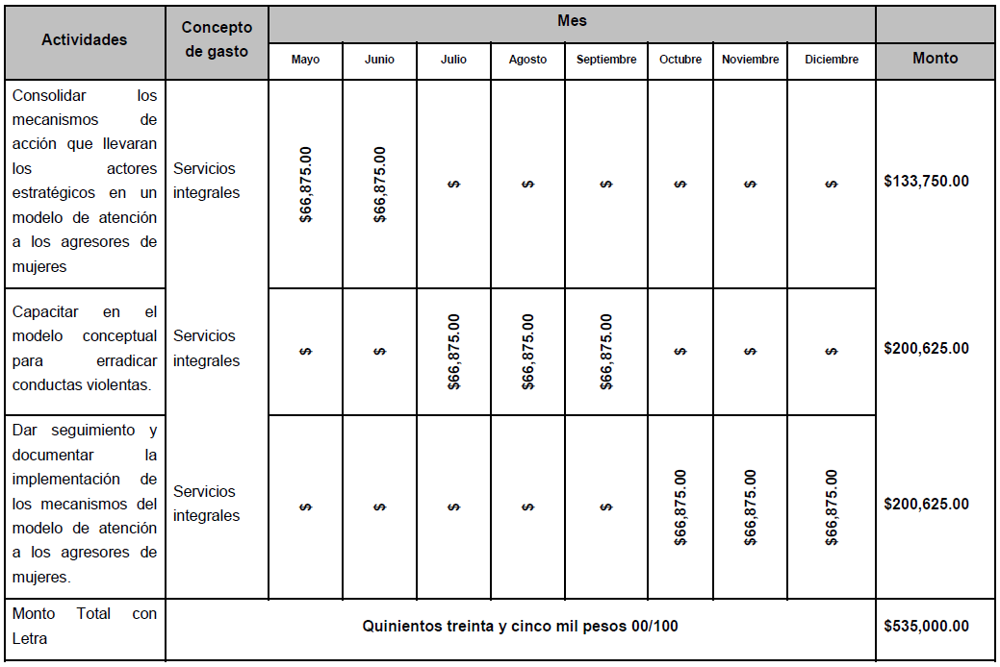 Actividades
Concepto
de gasto
Mes
Mayo
Junio
Julio
Agosto
Septiembre
Octubre
Noviembre
Diciembre
Monto
Consolidar los
mecanismos de
acción que llevaran
los actores
estratégicos en un
modelo de atención
a los agresores de
mujeres
Servicios
integrales
$66,875.00
$66,875.00
$
$
$
$
$
$
$133,750.00
Capacitar en el
modelo conceptual
para erradicar
conductas violentas.
Servicios
integrales
$
$
$66,875.00
$66,875.00
$66,875.00
$
$
$
$200,625.00
Dar seguimiento y
documentar la
implementación de
los mecanismos del
modelo de atención
a los agresores de
mujeres.
Servicios
integrales
$
$
$
$
$
$66,875.00
$66,875.00
$66,875.00
$200,625.00
Monto Total con
Letra
Quinientos treinta y cinco mil pesos 00/100
$535,000.00